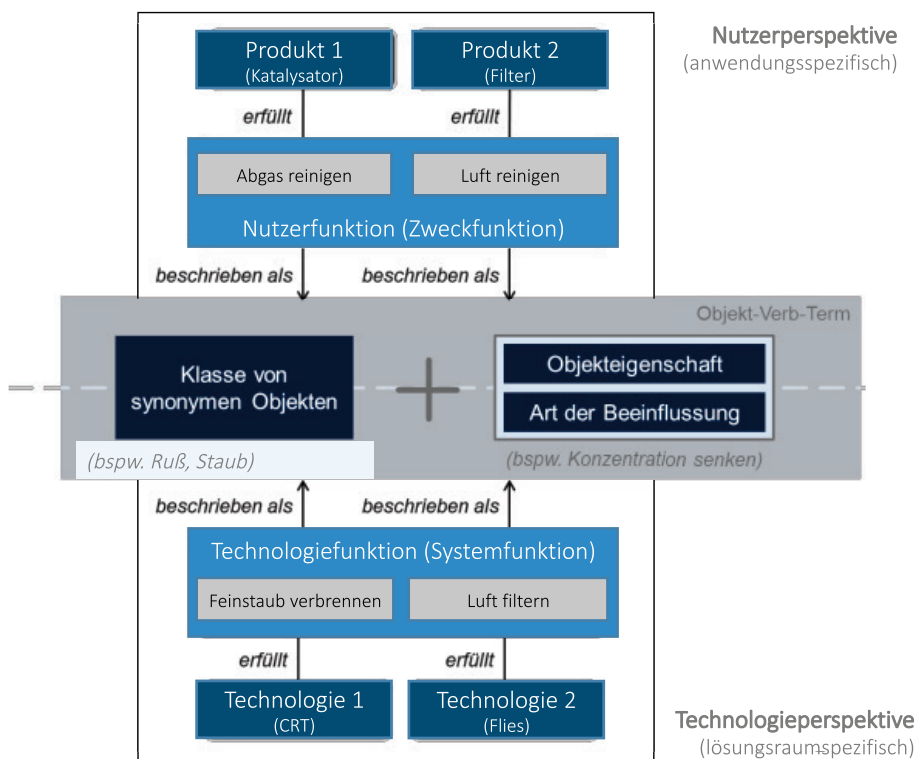 Produkt 1
(Katalysator)
Produkt 2
(Filter)
Nutzerperspektive
(anwendungsspezifisch)
erfüllt
erfüllt
Abgas reinigen
Luft reinigen
Nutzerfunktion (Zweckfunktion)
beschrieben als
beschrieben als
Objekt-Verb-Term
Klasse von
synonymen Objekten
Objekteigenschaft
Art der Beeinflussung
(bspw. Ruß, Staub)
(bspw. Konzentration senken)
beschrieben als
beschrieben als
Technologiefunktion (Systemfunktion)
Feinstaub verbrennen
Luft filtern
erfüllt
erfüllt
Technologie 1
(CRT)
Technologie 2
(Flies)
Technologieperspektive
(lösungsraumspezifisch)